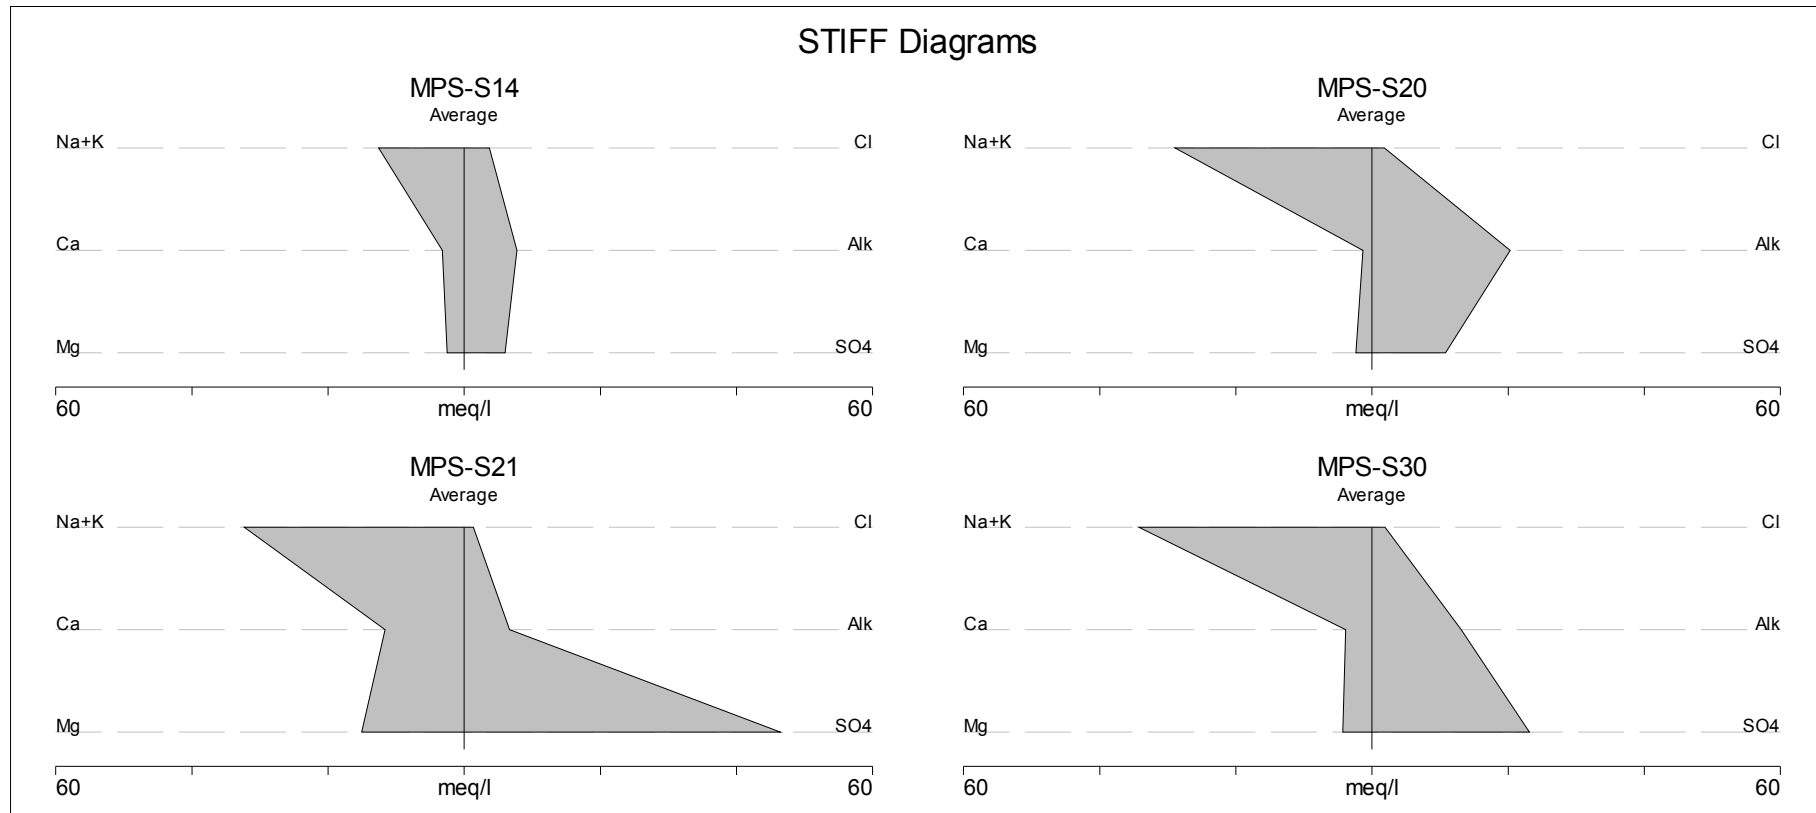 STIFF Diagrams
MPS-S14
Average
Na+K Cl
Ca Alk
Mg SO4
60 meq/l 60
MPS-S20
Average
Na+K Cl
Ca Alk
Mg SO4
60 meq/l 60
MPS-S21
Average
Na+K Cl
Ca Alk
Mg SO4
60 meq/l 60
MPS-S30
Average
Na+K Cl
Ca Alk
Mg SO4
60 meq/l 60